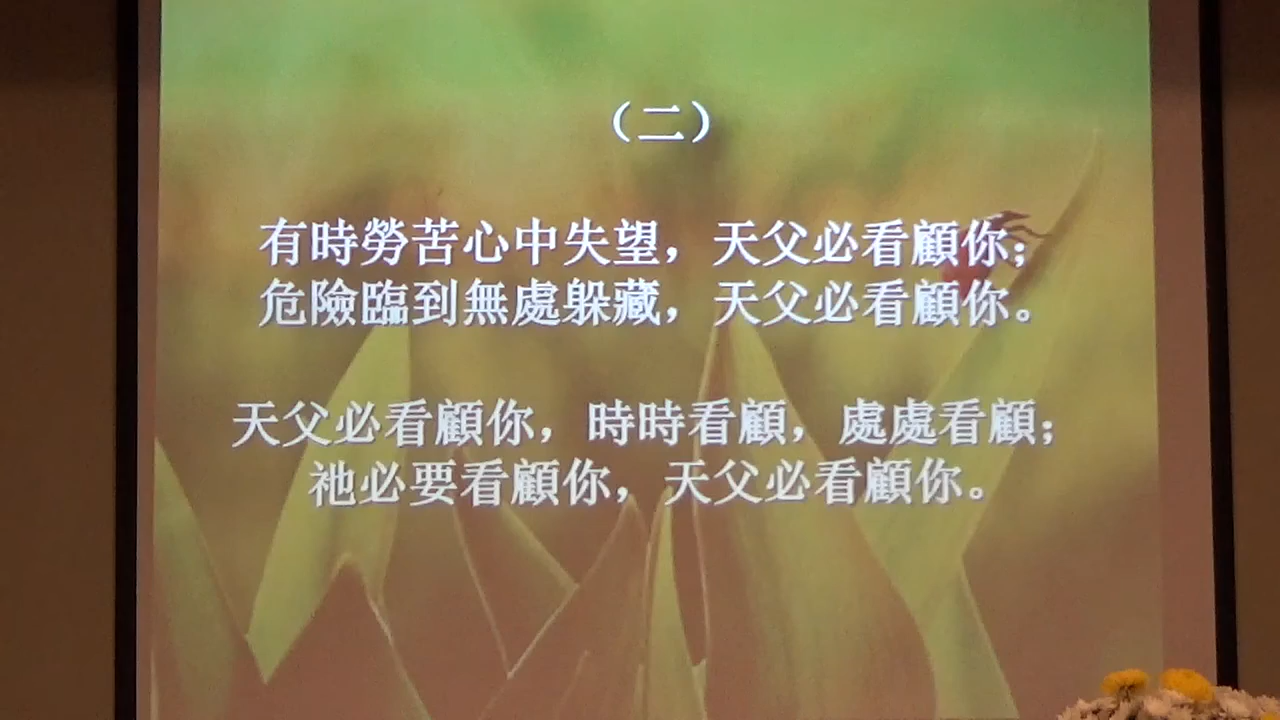 （二）
有時勞苦心中失望，天父必看顧你；
危險臨到無處躲藏，天父必看顧你。
天父必看顧你，時時看顧，處處看顧；
祂必要看顧你，天父必看顧你。